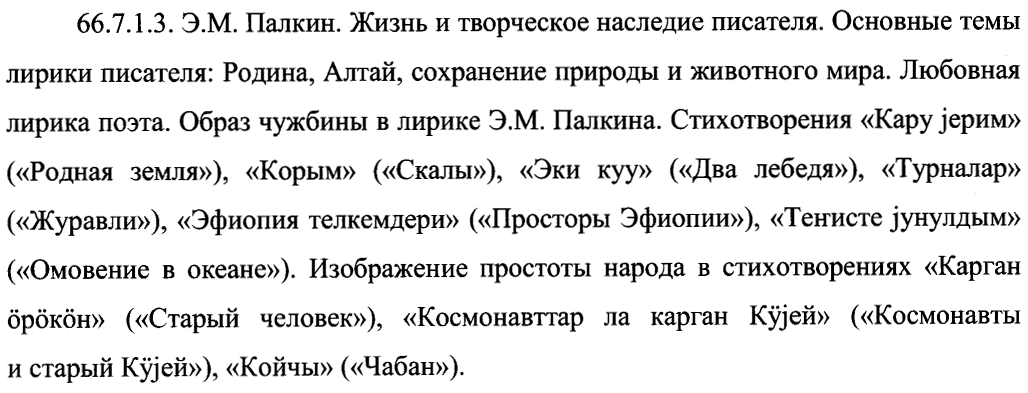 66.7.1.3. Э.М. Палкин. Жизнь и творческое наследие писателя. Основные темы
лирики писателя: Родина, Алтай, сохранение природы и животного мира. Любовная
лирика поэта. Образ чужбины в лирике Э.М. Палкина. Стихотворения «Кару јерим»
(«Родная земля»), «Корым» («Скалы»), «Эки куу» («Два лебедя»), «Турналар»
(«Журавли»), «Эфиопия телкемдери» («Просторы Эфиопии»), «Тенисте јунулдым»
(«Омовение в океане»). Изображение простоты народа в стихотворениях «Карган
ӧрӧкӧн» («Старый человек»), «Космонавттар ла карган Кӱјей» («Космонавты
и старый Кӱјей»), «Койчы» («Чабан»).